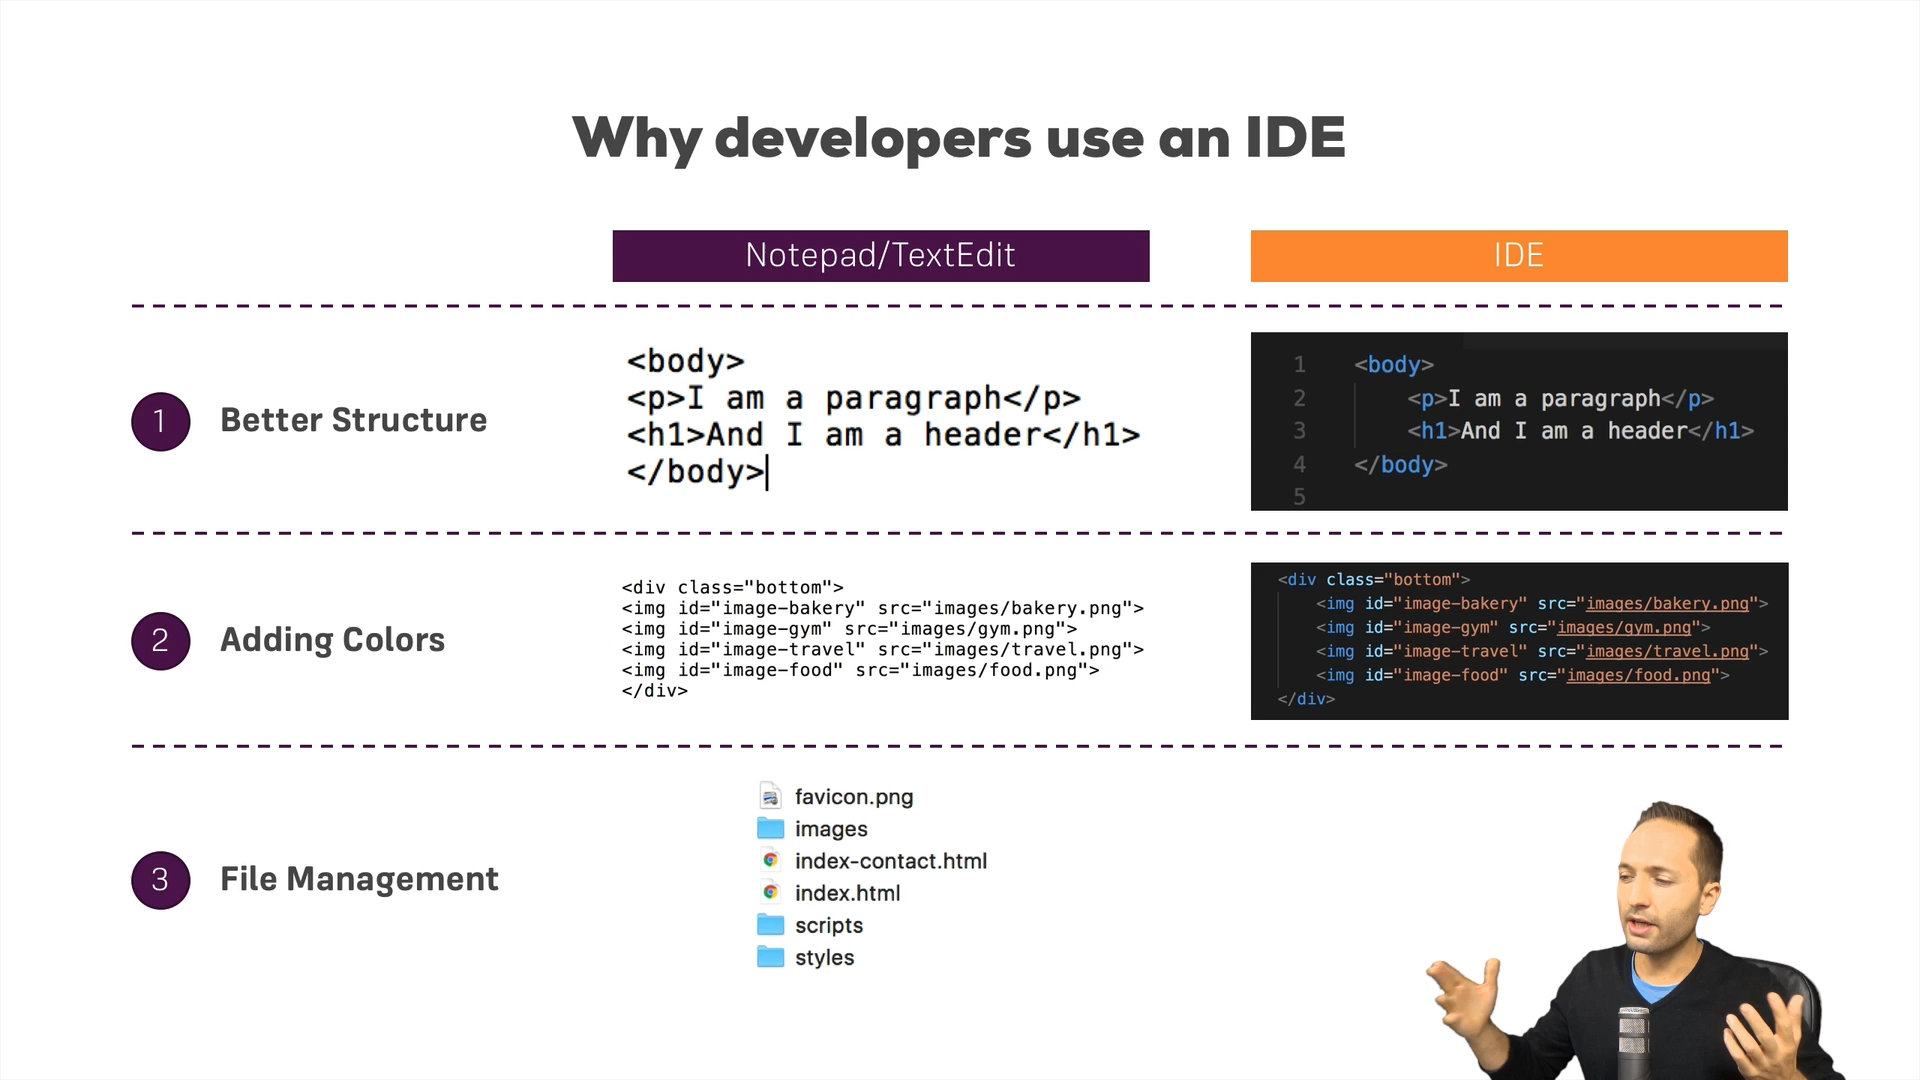 Why developers use an IDE
Notepad/TextEdit
IDE
1
Better Structure
<body>
<p>I am a paragraph</p>
<h1>And I am a header</h1>
</body>
1 <body>
2 <p>I am a paragraph</p>
3 <h1>And I am a header</h1>
4 </body>
5
2
Adding Colors
<div class="bottom">
<img id="image-bakery" src="images/bakery.png">
<img id="image-gym" src="images/gym.png">
<img id="image-travel" src="images/travel.png">
<img id="image-food" src="images/food.png">
</div>
<div class="bottom">
<img id="image-bakery" src="images/bakery.png">
<img id="image-gym" src="images/gym.png">
<img id="image-travel" src="images/travel.png">
<img id="image-food" src="images/food.png">
</div>
3
File Management
favicon.png
images
index-contact.html
index.html
scripts
styles